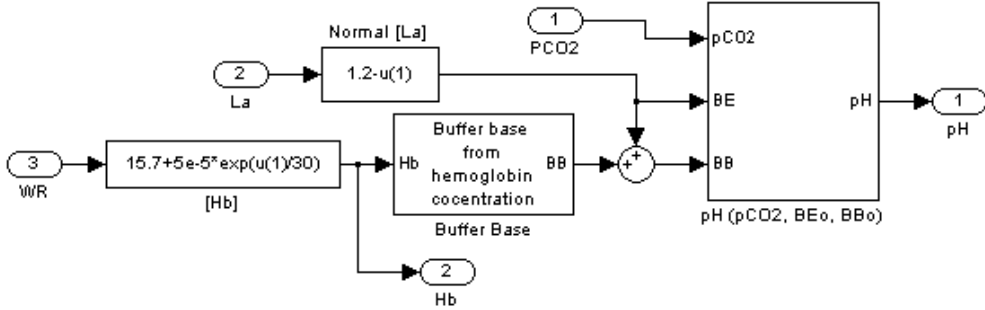 Normal [La]
1
PCO2
pCO2
2
La
1.2-u(1)
BE
pH
1
pH
3
WR
15.7+5e-5*exp(u(1)/30)
[Hb]
Hb
Buffer base
from
hemoglobin
cocentration
BB
Buffer Base
+
+
BB
pH (pCO2, BEo, BBo)
2
Hb